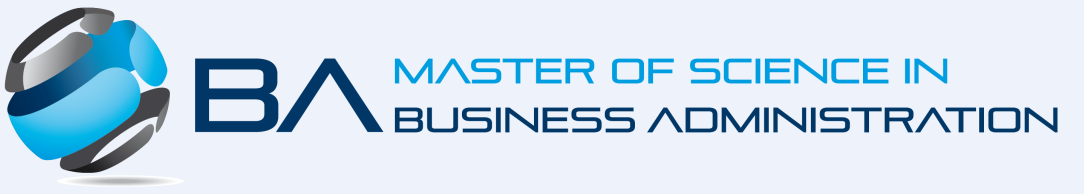 BA
MASTER OF SCIENCE IN
BUSINESS ADMINISTRATION